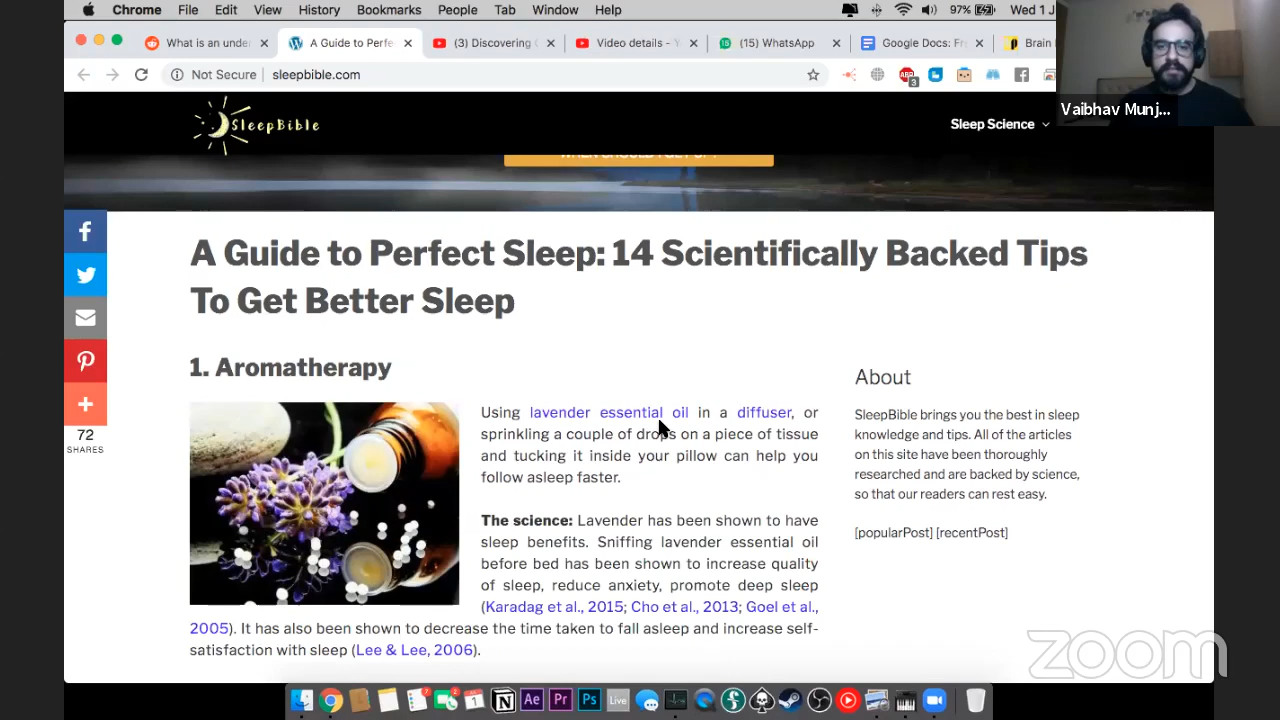 Chrome File Edit View History Bookmarks People Tab Window Help 97% Wed 1 J
What is an unde A Guide to Perfe (3) Discovering Video details - Y (15) WhatsApp Google Docs: Fr Brain
Not Secure sleepbible.com
3
Vaibhav Munj...
SleepBible
Sleep Science
A Guide to Perfect Sleep: 14 Scientifically Backed Tips
To Get Better Sleep
1. Aromatherapy
Using lavender essential oil in a diffuser, or
sprinkling a couple of drops on a piece of tissue
and tucking it inside your pillow can help you
follow asleep faster.
The science: Lavender has been shown to have
sleep benefits. Sniffing lavender essential oil
before bed has been shown to increase quality
of sleep, reduce anxiety, promote deep sleep
(Karadag et al., 2015; Cho et al., 2013; Goel et al.,
2005). It has also been shown to decrease the time taken to fall asleep and increase self-
satisfaction with sleep (Lee & Lee, 2006).
About
SleepBible brings you the best in sleep
knowledge and tips. All of the articles
on this site have been thoroughly
researched and are backed by science,
so that our readers can rest easy.
[popularPost] [recentPost]
72
SHARES
zoom
Ae Pr Ps Live